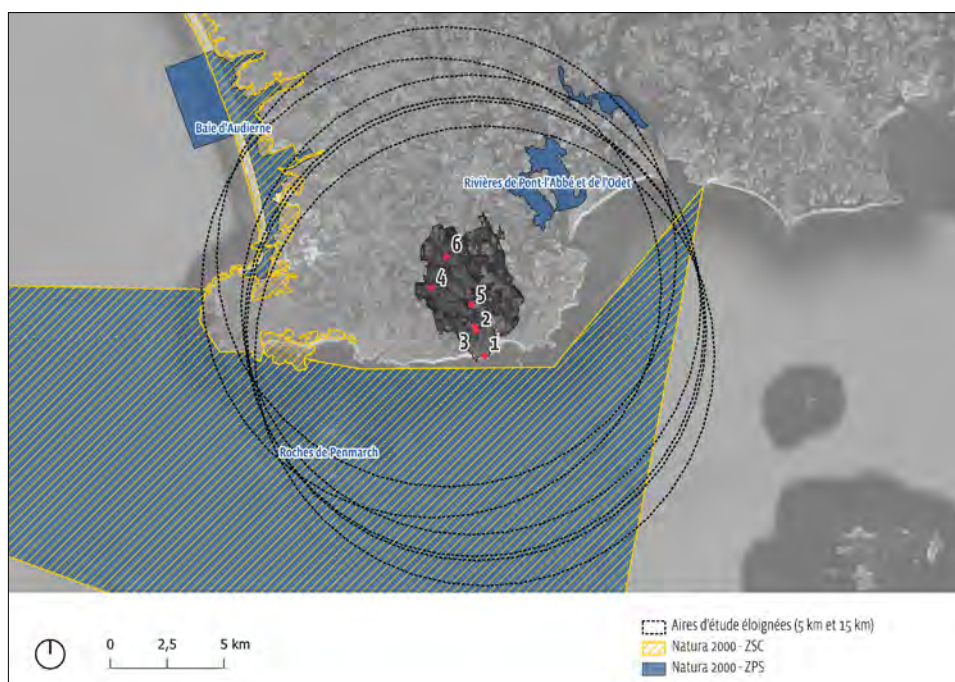 Baie d'Audierne
Rivières de Pont-l'Abbé et de l'Odet
6
4
5
2
3
1
Roches de Penmarch
0 2,5 5 km
Aires d'étude éloignées (5 km et 15 km)
Natura 2000 - ZSC
Natura 2000 - ZPS